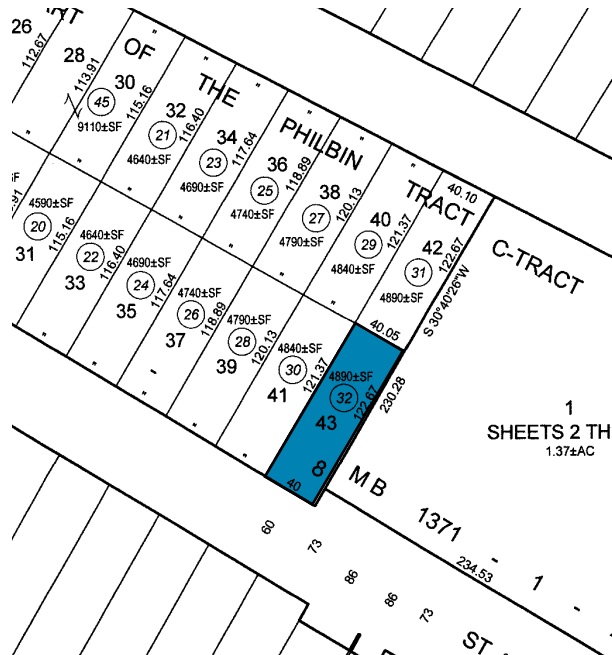 26
112.67
28
113.91
45
9110±SF
OF
30
115.16
32
21
4640±SF
116.40
THE
34
23
4690±SF
117.64
PHILBIN
36
25
4740±SF
118.89
38
27
4790±SF
120.13
TRACT
40.10
40
29
4840±SF
121.37
42
31
4890±SF
122.67
S 30°40'26"W
C-TRACT
4590±SF
20
31
115.16
4640±SF
22
33
116.40
4690±SF
24
35
117.64
4740±SF
26
37
118.89
4790±SF
28
39
120.13
4840±SF
30
41
121.37
40.05
4890±SF
32
43
122.67
230.28
8
40
1
SHEETS 2 TH
1.37±AC
M B
1371 - 1 -
234.53
60
73
86
86
73
ST